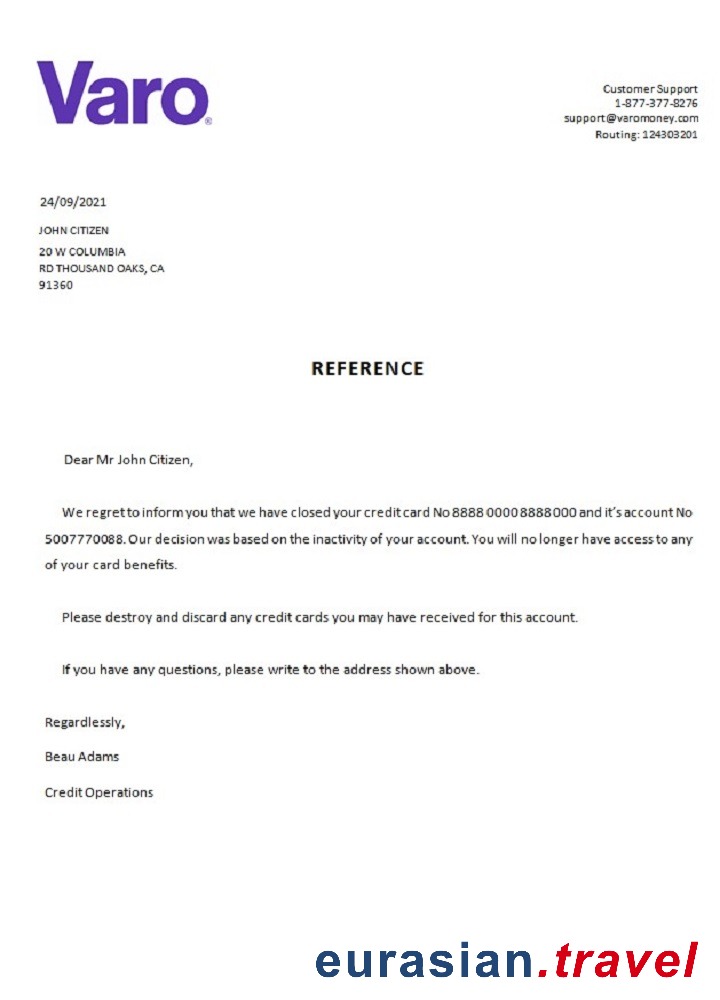 Varo®
Customer Support
1-877-377-8276
support@varomoney.com
Routing: 124303201
24/09/2021
JOHN CITIZEN
20 W COLUMBIA
RD THOUSAND OAKS, CA
91360
REFERENCE
Dear Mr John Citizen,
We regret to inform you that we have closed your credit card No 8888 0000 8888 000 and it's account No
5007770088. Our decision was based on the inactivity of your account. You will no longer have access to any
of your card benefits.
Please destroy and discard any credit cards you may have received for this account.
If you have any questions, please write to the address shown above.
Regardlessly,
Beau Adams
Credit Operations
eurasian.travel